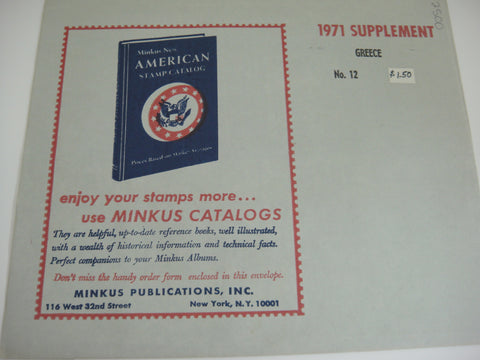 2500
1971 SUPPLEMENT
GREECE
No. 12
$1.50
Minkus New
AMERICAN
STAMP CATALOG
enjoy your stamps more...
use MINKUS CATALOGS
They are helpful, up-to-date reference books, well illustrated,
with a wealth of historical information and technical facts.
Perfect companions to your Minkus Albums.
Don't miss the handy order form enclosed in this envelope.
MINKUS PUBLICATIONS, INC.
116 West 32nd Street New York, N.Y. 10001